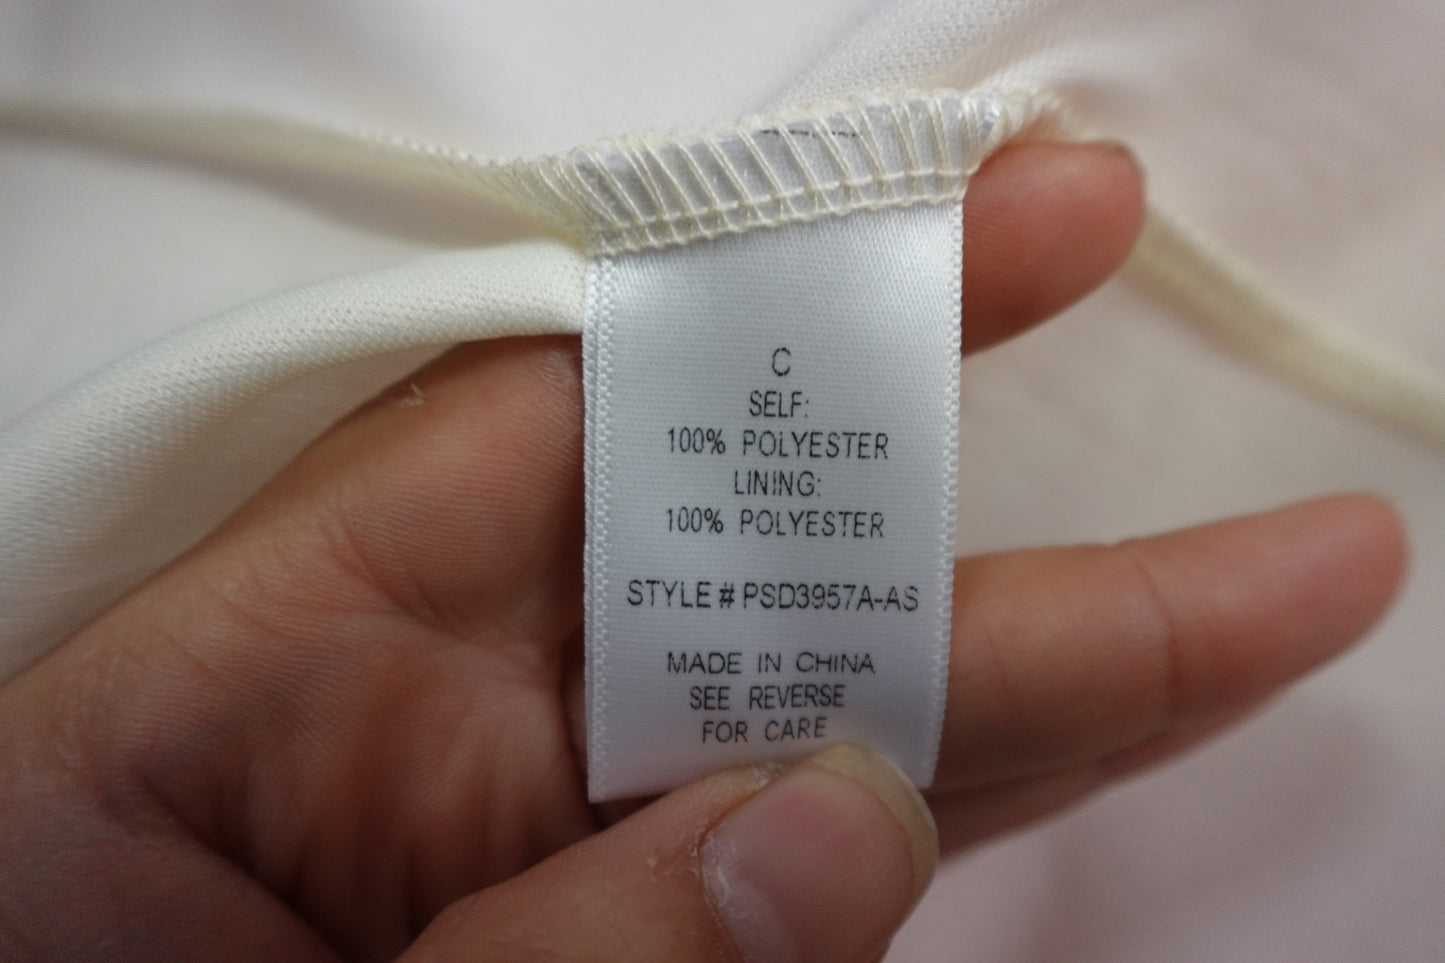 C
SELF:
100% POLYESTER
LINING:
100% POLYESTER
STYLE # PSD3957A-AS
MADE IN CHINA
SEE REVERSE
FOR CARE